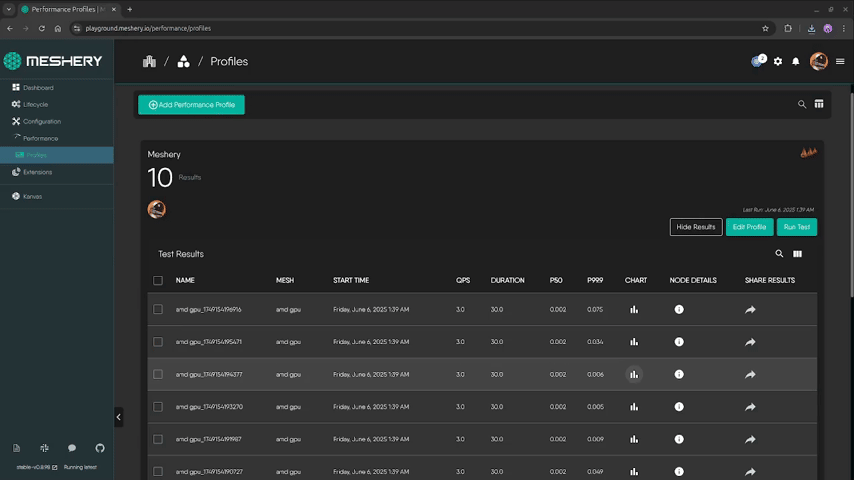 Performance Profiles | Mes
playground.meshery.io/performance/profiles
MESHERY
/ / Profiles
2
Dashboard
Lifecycle
Configuration
Performance
Profiles
Extensions
Kanvas
Add Performance Profile
Meshery
10 Results
Last Run: June 6, 2025 1:39 AM
Hide Results Edit Profile Run Test
Test Results
NAME MESH START TIME QPS DURATION P50 P99.9 CHART NODE DETAILS SHARE RESULTS
amd gpu_1749154196916 amd gpu Friday, June 6, 2025 1:39 AM 3.0 30.0 0.002 0.075
amd gpu_1749154195471 amd gpu Friday, June 6, 2025 1:39 AM 3.0 30.0 0.002 0.034
amd gpu_1749154194377 amd gpu Friday, June 6, 2025 1:39 AM 3.0 30.0 0.002 0.006
amd gpu_1749154193270 amd gpu Friday, June 6, 2025 1:39 AM 3.0 30.0 0.002 0.005
amd gpu_1749154191987 amd gpu Friday, June 6, 2025 1:39 AM 3.0 30.0 0.002 0.009
amd gpu_1749154190727 amd gpu Friday, June 6, 2025 1:39 AM 3.0 30.0 0.002 0.049
stable-v0.8.98 Running latest